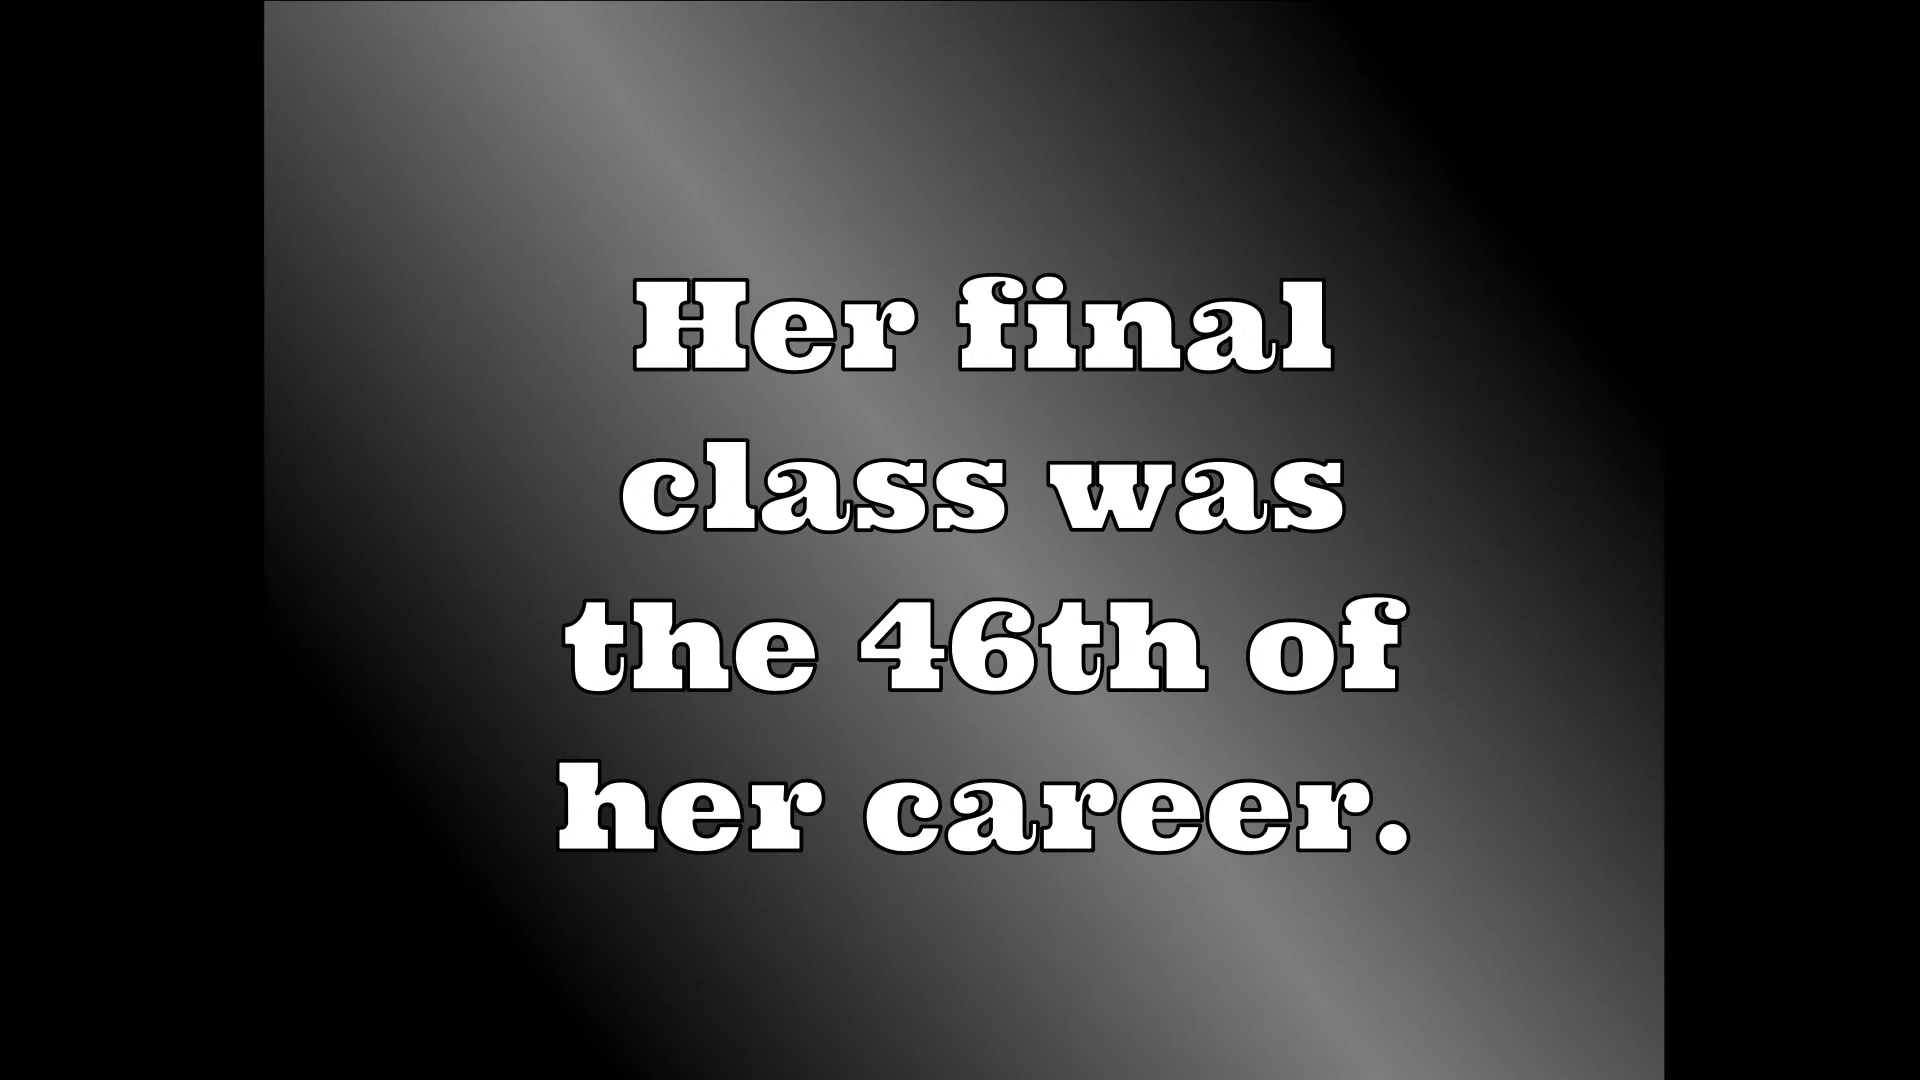 Her final
class was
the 46th of
her career.